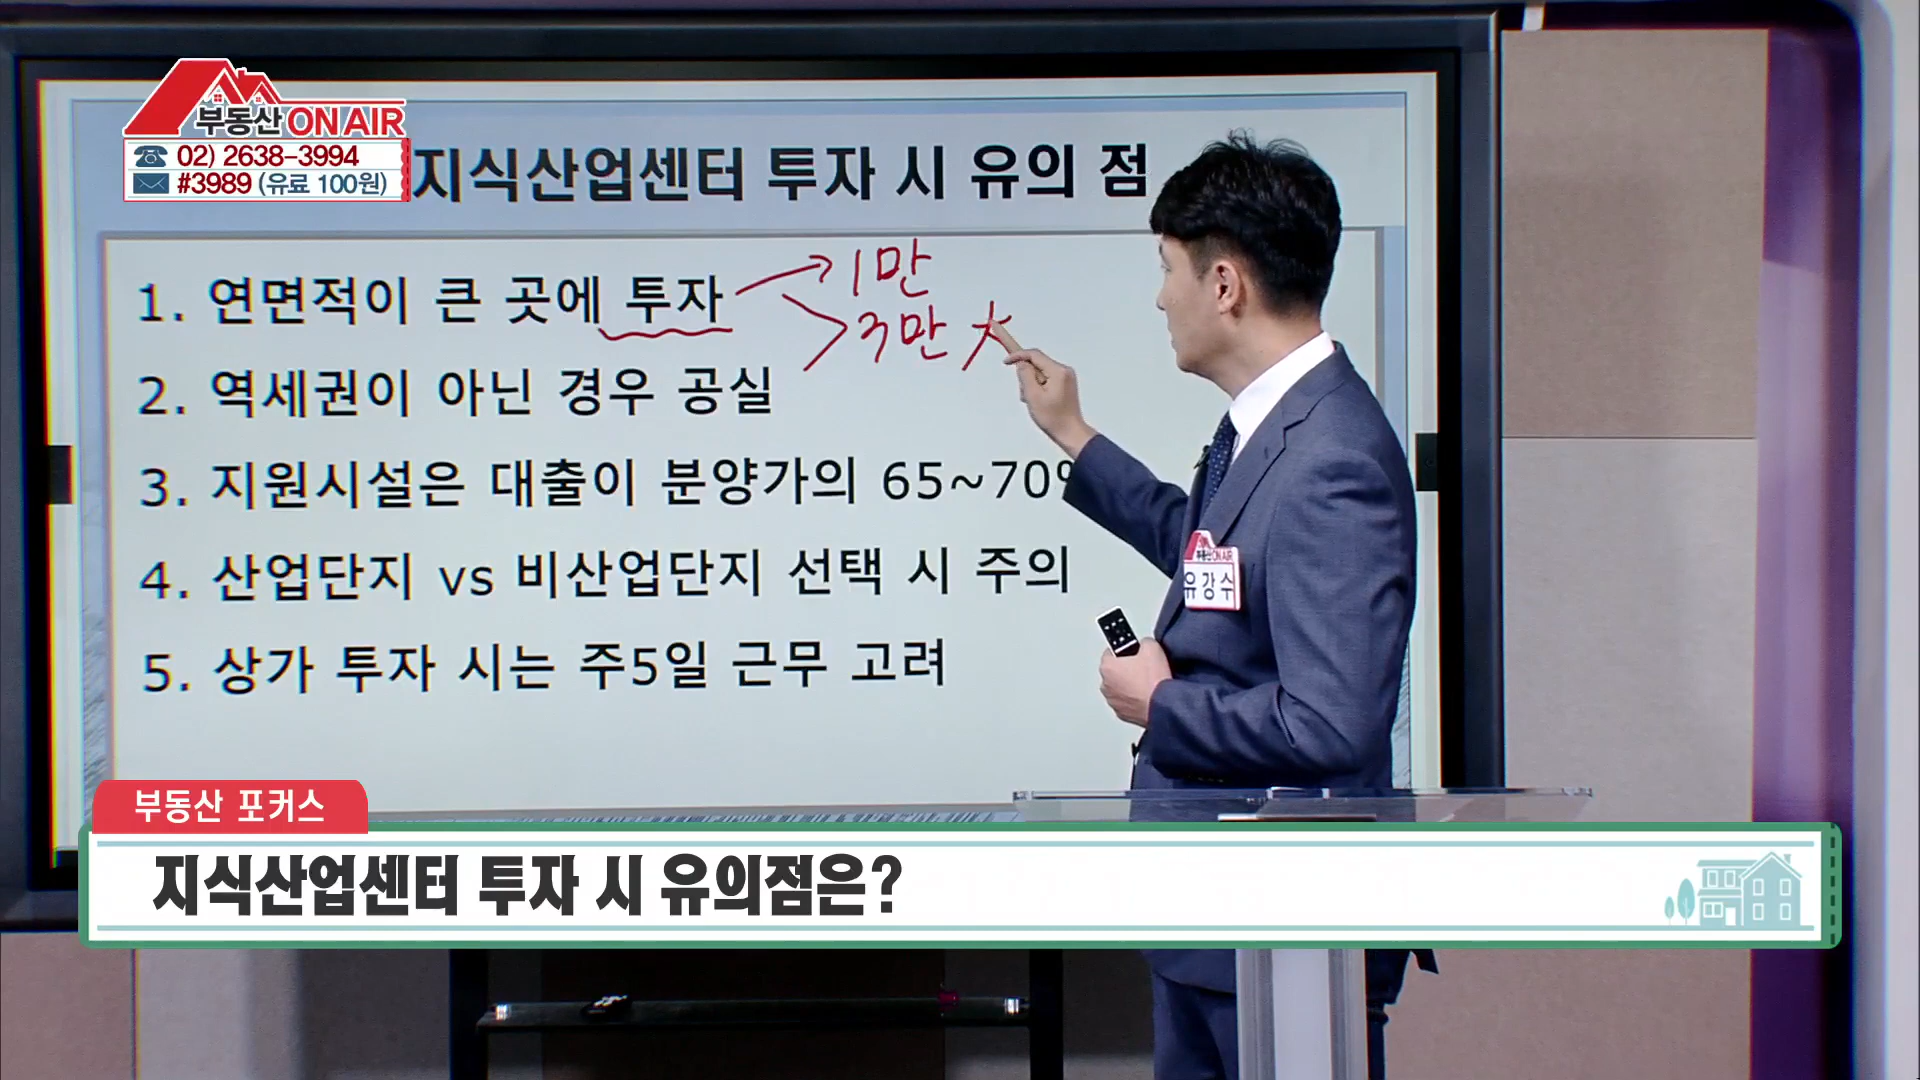 부동산 ON AIR
02) 2638-3994
#3989 (유료 100원)
지식산업센터 투자 시 유의 점
1. 연면적이 큰 곳에 투자
1만
3만 大
2. 역세권이 아닌 경우 공실
3. 지원시설은 대출이 분양가의 65~70%
4. 산업단지 vs 비산업단지 선택 시 주의
5. 상가 투자 시는 주5일 근무 고려
부동산 ON AIR
유강수
부동산 포커스
지식산업센터 투자 시 유의점은?